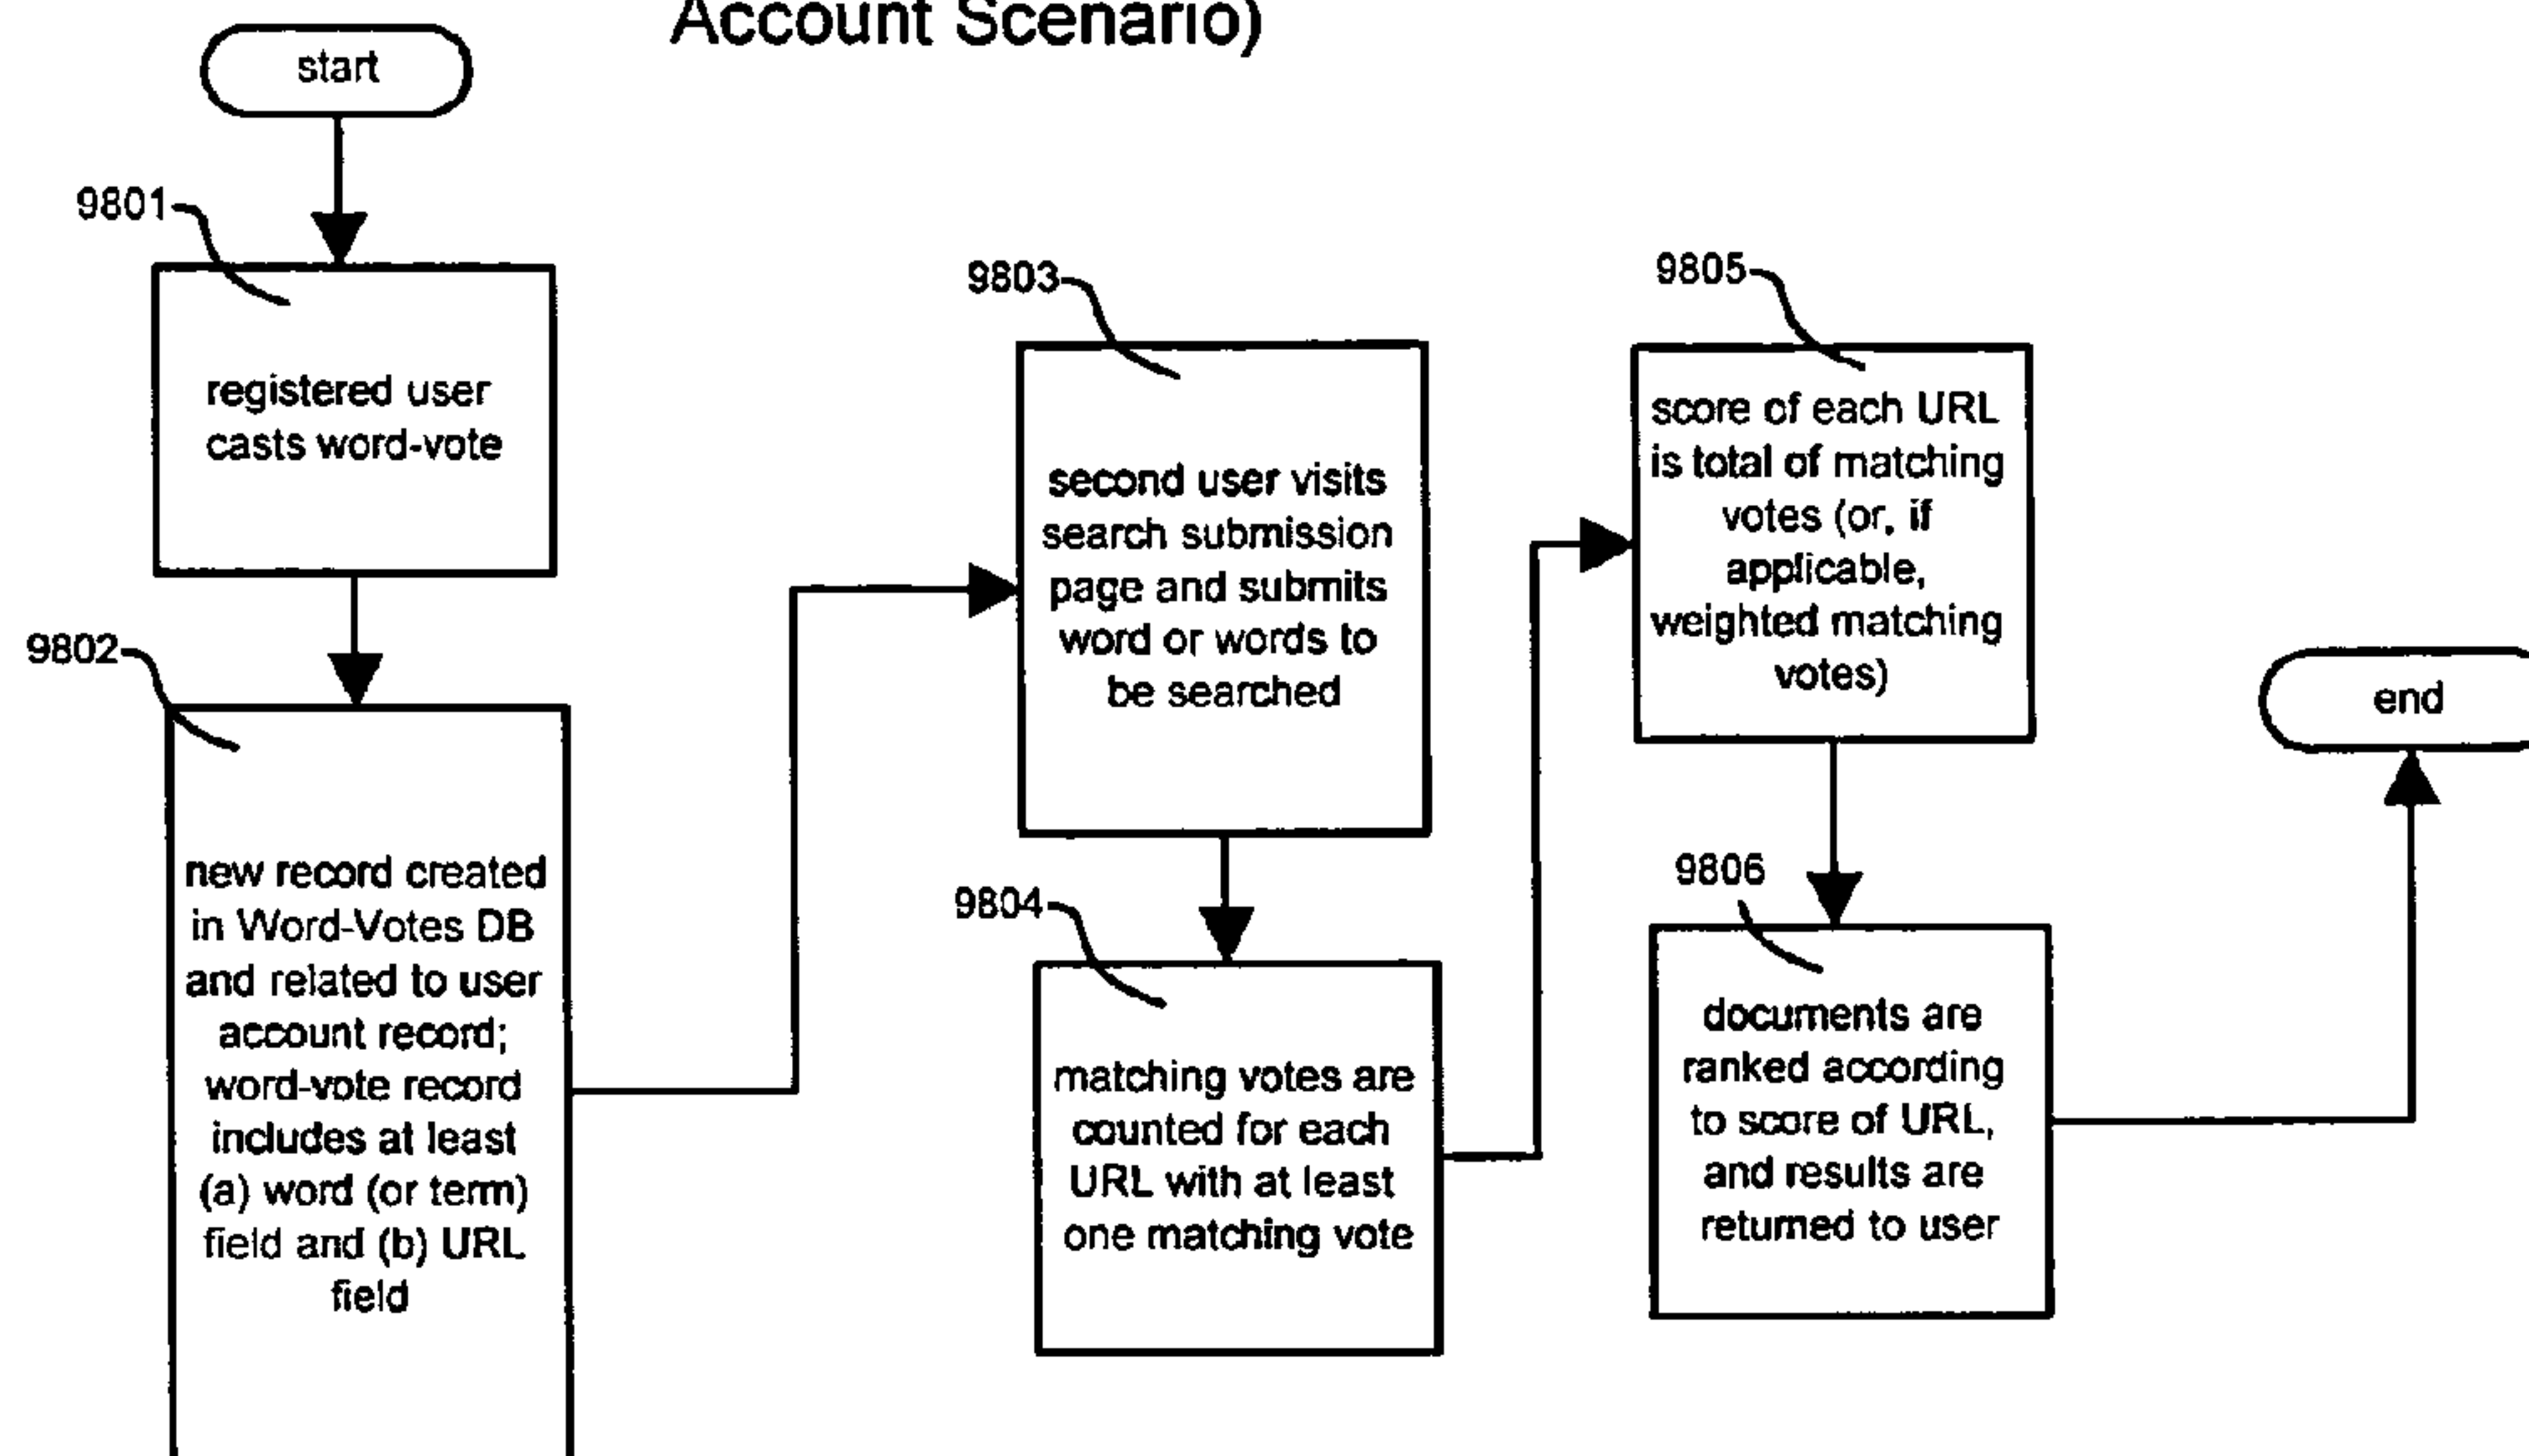 Account Scenario)
start
9801
registered user
casts word-vote
9802
new record created
in Word-Votes DB
and related to user
account record;
word-vote record
includes at least
(a) word (or term)
field and (b) URL
field
9803
second user visits
search submission
page and submits
word or words to
be searched
9804
matching votes are
counted for each
URL with at least
one matching vote
9805
score of each URL
is total of matching
votes (or, if
applicable,
weighted matching
votes)
9806
documents are
ranked according
to score of URL,
and results are
returned to user
end